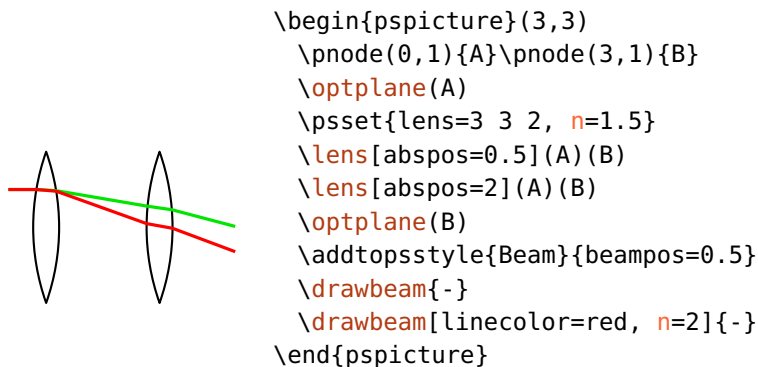 \begin{pspicture}(3,3)
\pnode(0,1){A}\pnode(3,1){B}
\optplane(A)
\psset{lens=3 3 2, n=1.5}
\lens[abspos=0.5](A)(B)
\lens[abspos=2](A)(B)
\optplane(B)
\addtopsstyle{Beam}{beampos=0.5}
\drawbeam{-}
\drawbeam[linecolor=red, n=2]{-}
\end{pspicture}